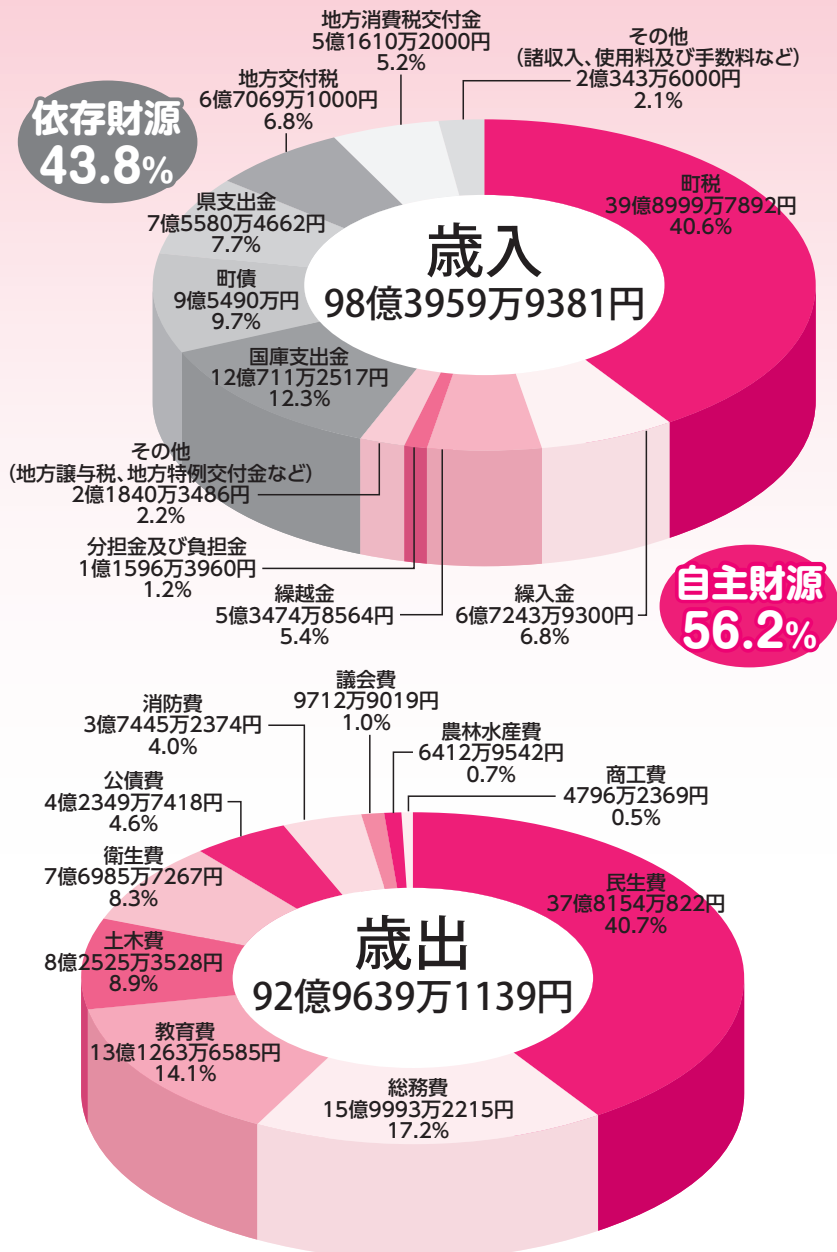 地方消費税交付金
5億1610万2000円
5.2%
その他
(諸収入、使用料及び手数料など)
2億343万6000円
2.1%
地方交付税
6億7069万1000円
6.8%
依存財源
43.8%
町税
39億8999万7892円
40.6%
県支出金
7億5580万4662円
7.7%
歳入
98億3959万9381円
町債
9億5490万円
9.7%
国庫支出金
12億711万2517円
12.3%
その他
(地方譲与税、地方特例交付金など)
2億1840万3486円
2.2%
分担金及び負担金
1億1596万3960円
1.2%
繰越金
5億3474万8564円
5.4%
繰入金
6億7243万9300円
6.8%
自主財源
56.2%
議会費
9712万9019円
1.0%
消防費
3億7445万2374円
4.0%
農林水産費
6412万9542円
0.7%
商工費
4796万2369円
0.5%
公債費
4億2349万7418円
4.6%
衛生費
7億6985万7267円
8.3%
民生費
37億8154万822円
40.7%
歳出
92億9639万1139円
土木費
8億2525万3528円
8.9%
教育費
13億1263万6585円
14.1%
総務費
15億9993万2215円
17.2%